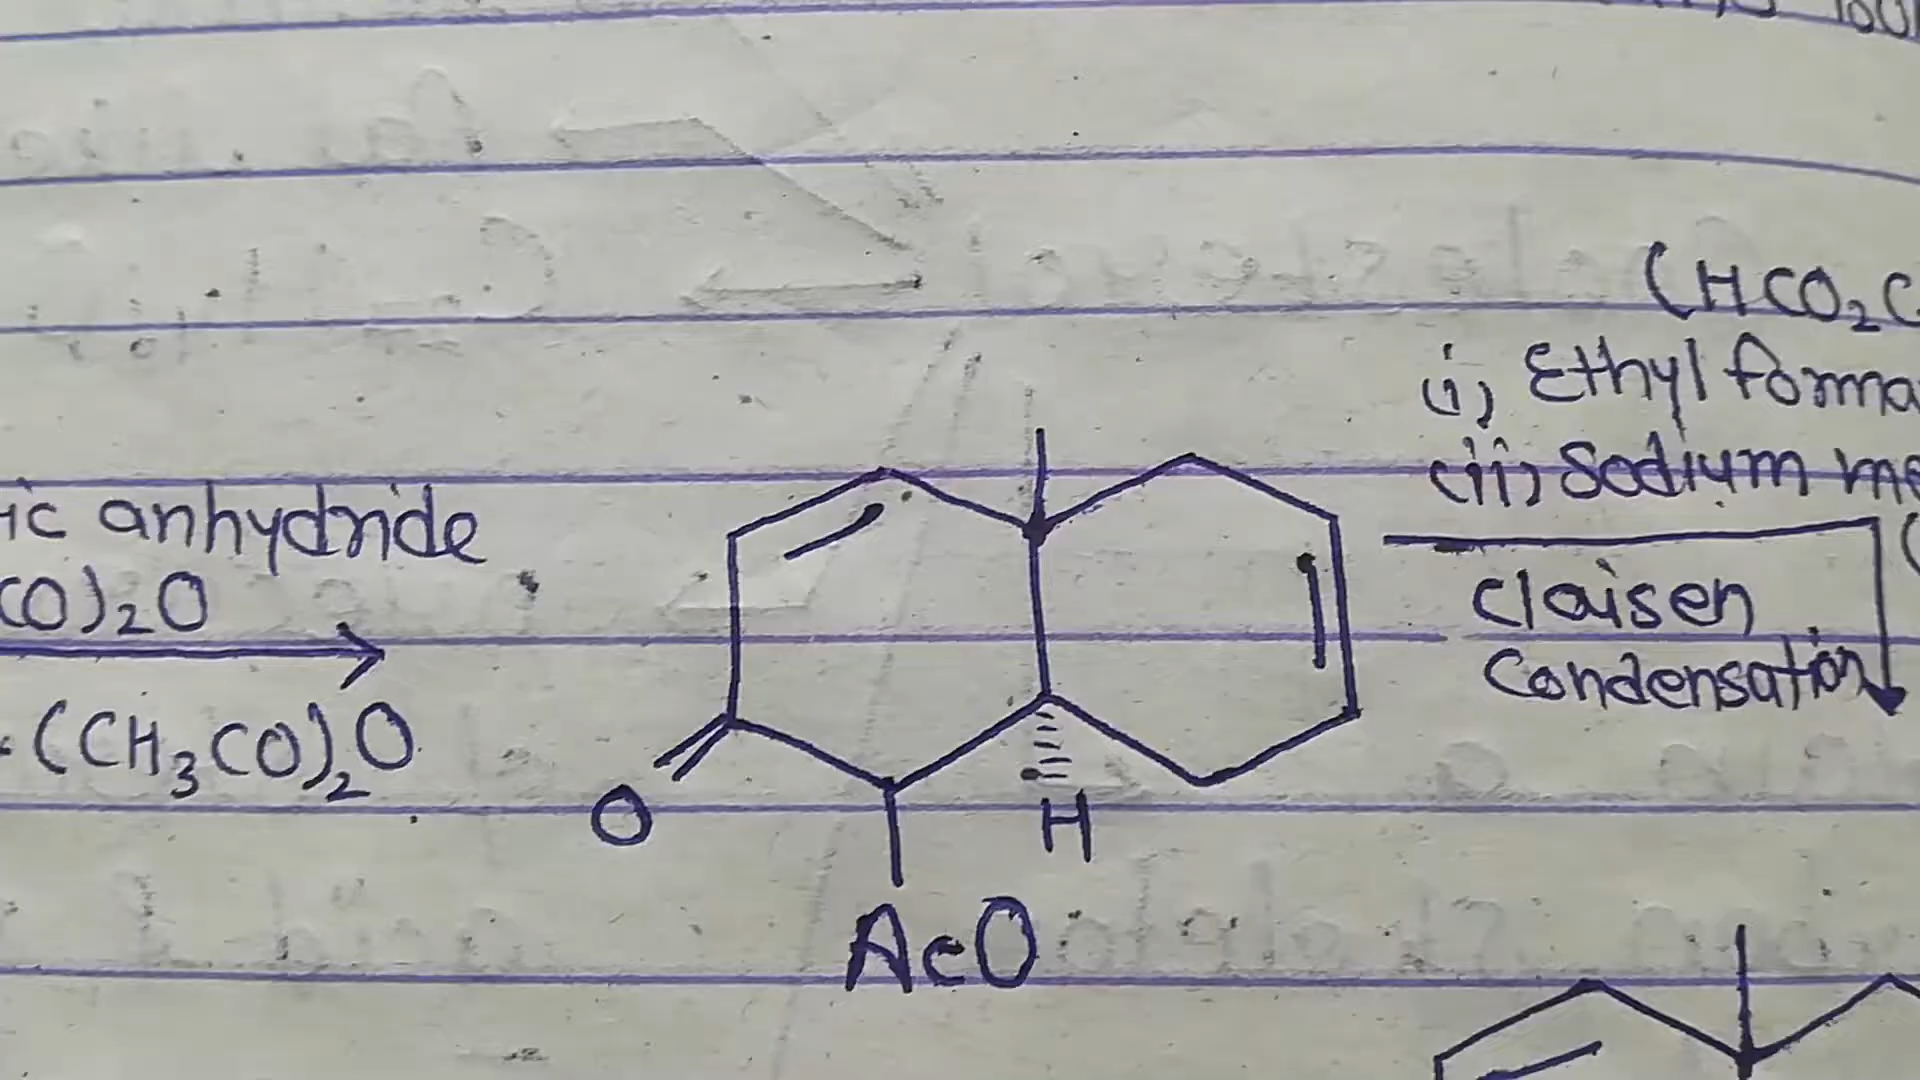 (HCO₂C
i) Ethyl forma
(ii) Sodium me
Claisen
Condensation
ic anhydride
CO)₂O
(CH₃CO)₂O
O
H
AcO